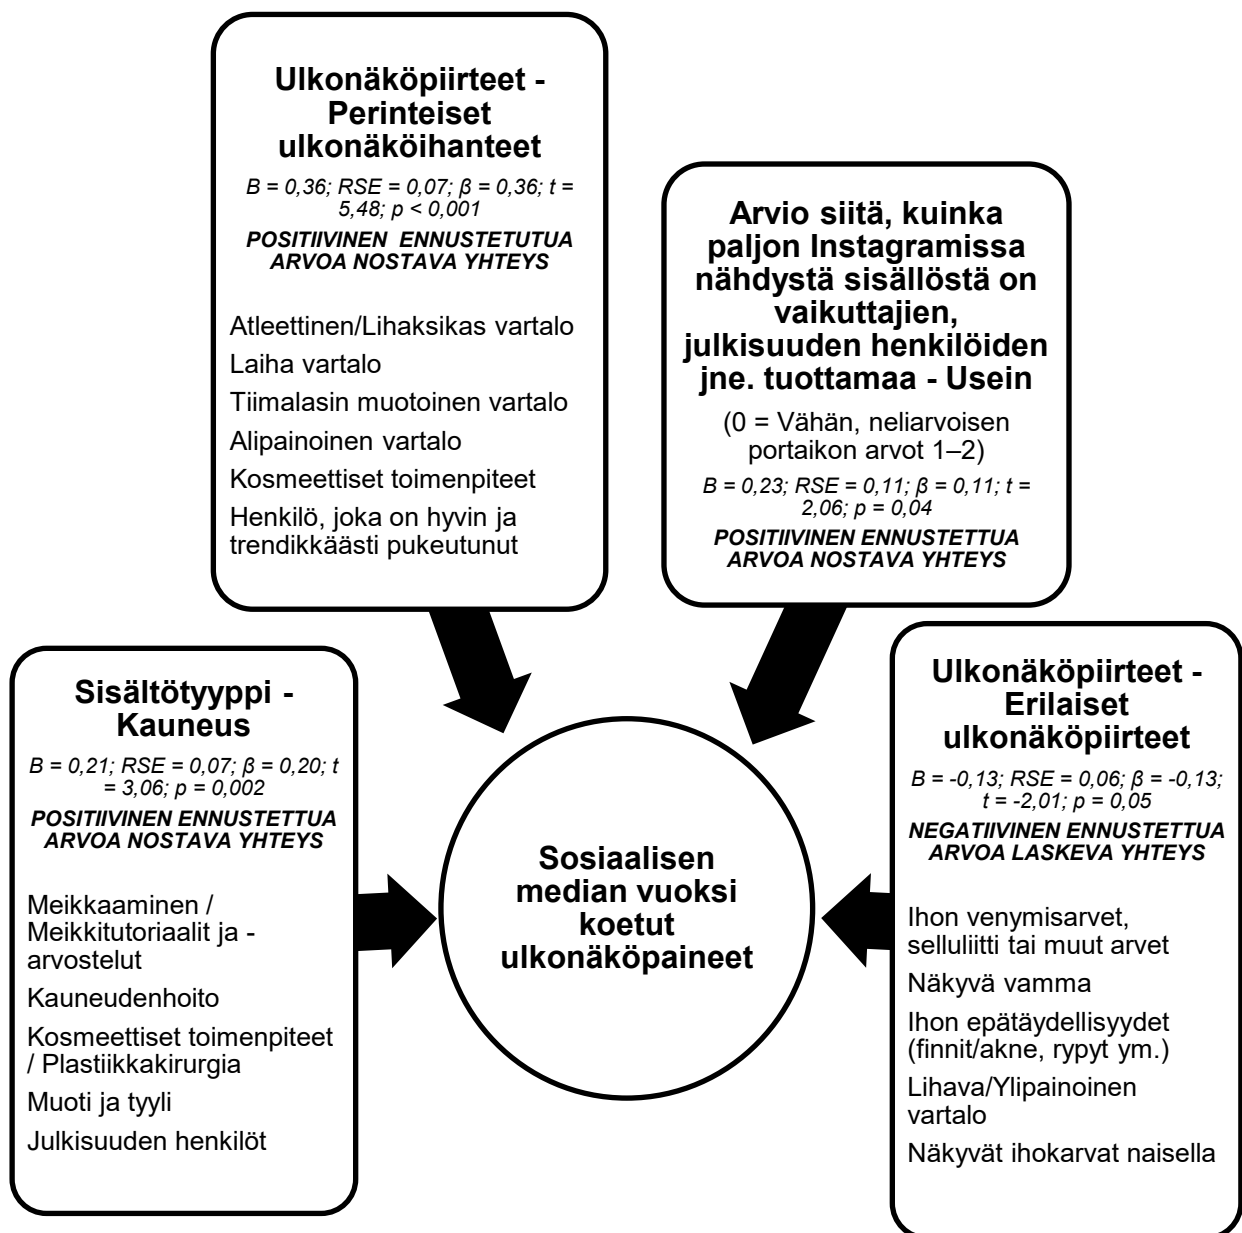 Ulkonäköpiirteet -
Perinteiset
ulkonäköihanteet
B = 0,36; RSE = 0,07; β = 0,36; t =
5,48; p < 0,001
POSITIIVINEN ENNUSTETUTUA
ARVOA NOSTAVA YHTEYS
Atleettinen/Lihaksikas vartalo
Laiha vartalo
Tiimalasin muotoinen vartalo
Alipainoinen vartalo
Kosmeettiset toimenpiteet
Henkilö, joka on hyvin ja
trendikkäästi pukeutunut
Arvio siitä, kuinka
paljon Instagramissa
nähdystä sisällöstä on
vaikuttajien,
julkisuuden henkilöiden
jne. tuottamaa - Usein
(0 = Vähän, neliarvoisen
portaikon arvot 1–2)
B = 0,23; RSE = 0,11; β = 0,11; t =
2,06; p = 0,04
POSITIIVINEN ENNUSTETTUA
ARVOA NOSTAVA YHTEYS
Sisältötyyppi -
Kauneus
B = 0,21; RSE = 0,07; β = 0,20; t
= 3,06; p = 0,002
POSITIIVINEN ENNUSTETTUA
ARVOA NOSTAVA YHTEYS
Meikkaaminen /
Meikkitutoriaalit ja -
arvostelut
Kauneudenhoito
Kosmeettiset toimenpiteet
/ Plastiikkakirurgia
Muoti ja tyyli
Julkisuuden henkilöt
Sosiaalisen
median vuoksi
koetut
ulkonäköpaineet
Ulkonäköpiirteet -
Erilaiset
ulkonäköpiirteet
B = -0,13; RSE = 0,06; β = -0,13;
t = -2,01; p = 0,05
NEGATIIVINEN ENNUSTETTUA
ARVOA LASKEVA YHTEYS
Ihon venymisarvet,
selluliitti tai muut arvet
Näkyvä vamma
Ihon epätäydellisyydet
(finnit/akne, rypyt ym.)
Lihava/Ylipainoinen
vartalo
Näkyvät ihokarvat naisella